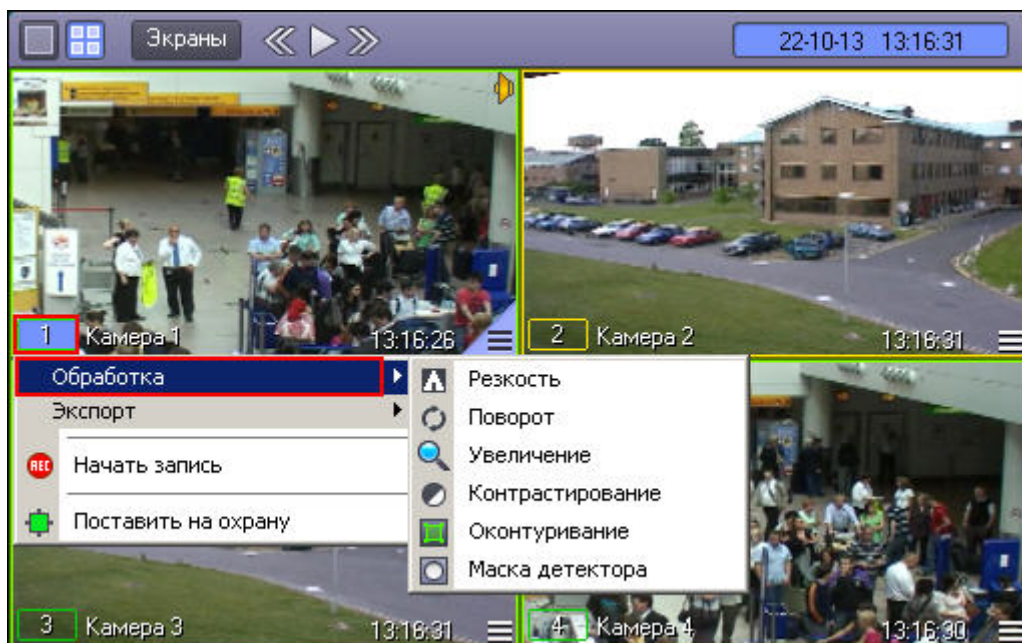 Экраны
22-10-13 13:16:31
1 Камера 1 13:16:26
2 Камера 2 13:16:31
Обработка
Экспорт
REC Начать запись
Поставить на охрану
Резкость
Поворот
Увеличение
Контрастирование
Оконтуривание
Маска детектора
3 Камера 3 13:16:31
4 Камера 4 13:16:30